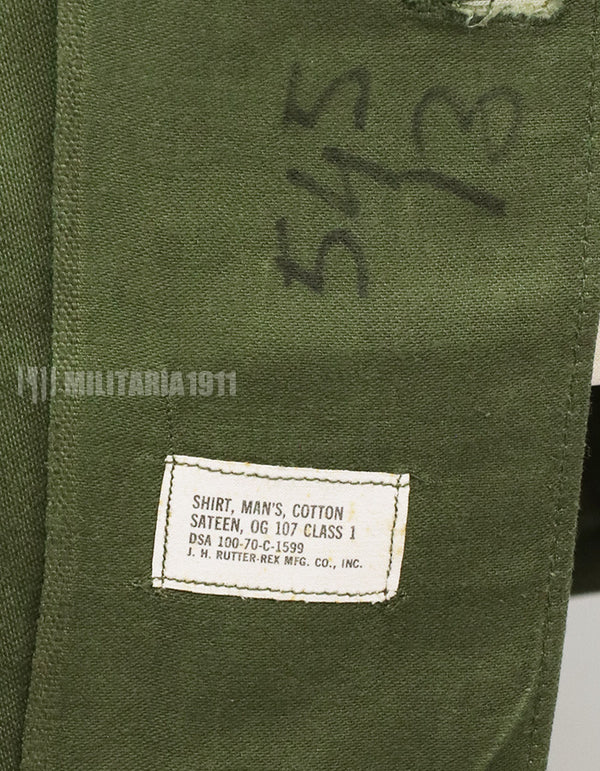 545
13
MILITARIA1911
SHIRT, MAN'S, COTTON
SATEEN, OG 107 CLASS 1
DSA 100-70-C-1599
J. H. RUTTER-REX MFG. CO., INC.